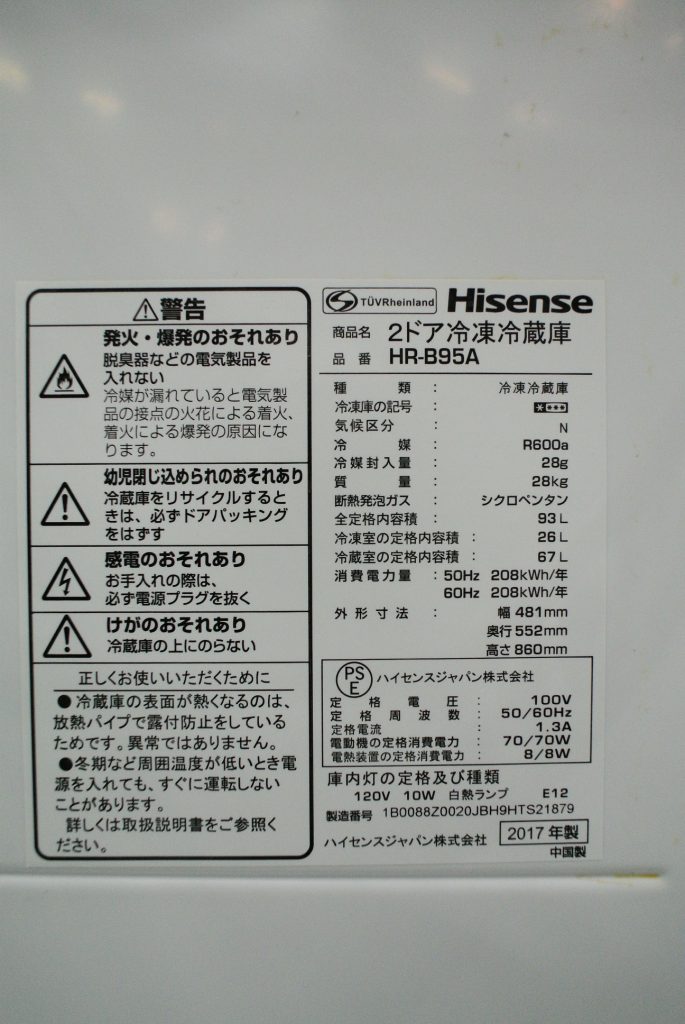 ⚠警告
発火・爆発のおそれあり
脱臭器などの電気製品を
入れない
冷媒が漏れていると電気製
品の接点の火花による着火、
着火による爆発の原因にな
ります。
幼児閉じ込められのおそれあり
冷蔵庫をリサイクルすると
きは、必ずドアパッキング
をはずす
感電のおそれあり
お手入れの際は、
必ず電源プラグを抜く
けがのおそれあり
冷蔵庫の上にのらない
正しくお使いいただくために
●冷蔵庫の表面が熱くなるのは、
放熱パイプで露付防止をしている
ためです。異常ではありません。
●冬期など周囲温度が低いとき電
源を入れても、すぐに運転しない
ことがあります。
詳しくは取扱説明書をご参照く
ださい。
TÜVRheinland Hisense
商品名 2ドア冷凍冷蔵庫
品番 HR-B95A
種類 : 冷凍冷蔵庫
冷凍庫の記号 : ****
気候区分 : N
冷媒 : R600a
冷媒封入量 : 28g
質量 : 28kg
断熱発泡ガス : シクロペンタン
全定格内容積 : 93L
冷凍室の定格内容積 : 26L
冷蔵室の定格内容積 : 67L
消費電力量 : 50Hz 208kWh/年
60Hz 208kWh/年
外形寸法 : 幅481mm
奥行552mm
高さ860mm
PSE ハイセンスジャパン株式会社
定格電圧 : 100V
定格周波数 : 50/60Hz
定格電流 : 1.3A
電動機の定格消費電力 : 70/70W
電熱装置の定格消費電力 : 8/8W
庫内灯の定格及び種類
120V 10W 白熱ランプ E12
製造番号 1B0088Z0020JBH9HTS21879
ハイセンスジャパン株式会社 2017年製
中国製